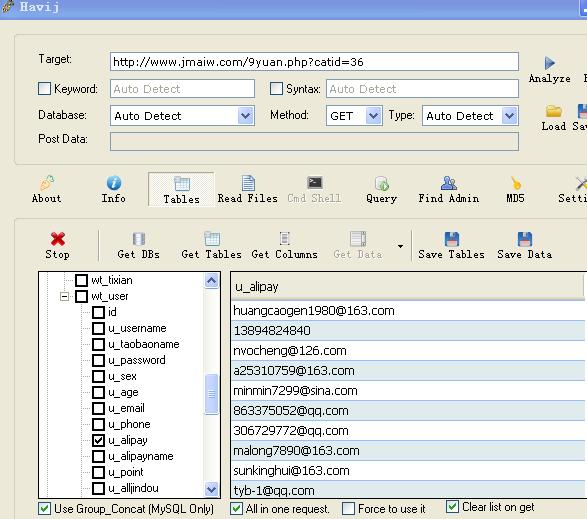 Havij
Target: http://www.jmaiw.com/9yuan.php?catid=36
Keyword: Auto Detect Syntax: Auto Detect
Analyze
Database: Auto Detect Method: GET Type: Auto Detect
Load
Post Data:
About Info Tables Read Files Cmd Shell Query Find Admin MD5
Stop Get DBs Get Tables Get Columns Get Data Save Tables Save Data
wt_tixian
wt_user
id
u_username
u_taobaoname
u_password
u_sex
u_age
u_email
u_phone
u_alipay
u_alipayname
u_point
u_alljindou
u_alipay
huangcaogen1980@163.com
13894824840
nvocheng@126.com
a25310759@163.com
minmin7299@sina.com
863375052@qq.com
306729772@qq.com
malong7890@163.com
sunkinghui@163.com
tyb-1@qq.com
Use Group_Concat (MySQL Only) All in one request. Force to use it Clear list on get